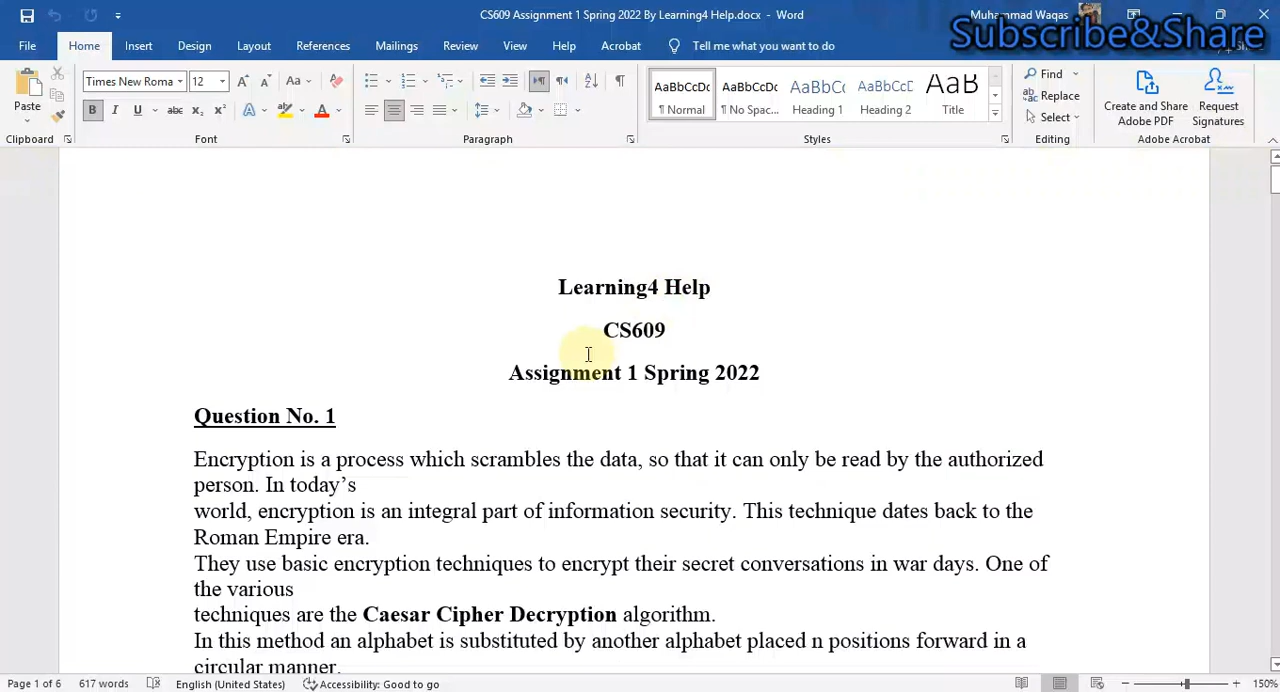 CS609 Assignment 1 Spring 2022 By Learning4 Help.docx - Word
Muhammad Waqas
Subscribe&Share
File Home Insert Design Layout References Mailings Review View Help Acrobat Tell me what you want to do
Times New Roma 12 Aa
AaBbCcDc AaBbCcDc AaBbCc AaBbCcD AaB
Find
Replace
Select
Paste
¶ Normal ¶ No Spac... Heading 1 Heading 2 Title
Create and Share Adobe PDF
Request Signatures
Clipboard Font Paragraph Styles Editing Adobe Acrobat
Learning4 Help
CS609
Assignment 1 Spring 2022
Question No. 1
Encryption is a process which scrambles the data, so that it can only be read by the authorized
person. In today’s
world, encryption is an integral part of information security. This technique dates back to the
Roman Empire era.
They use basic encryption techniques to encrypt their secret conversations in war days. One of
the various
techniques are the Caesar Cipher Decryption algorithm.
In this method an alphabet is substituted by another alphabet placed n positions forward in a
circular manner.
Page 1 of 6 617 words English (United States) Accessibility: Good to go 150%